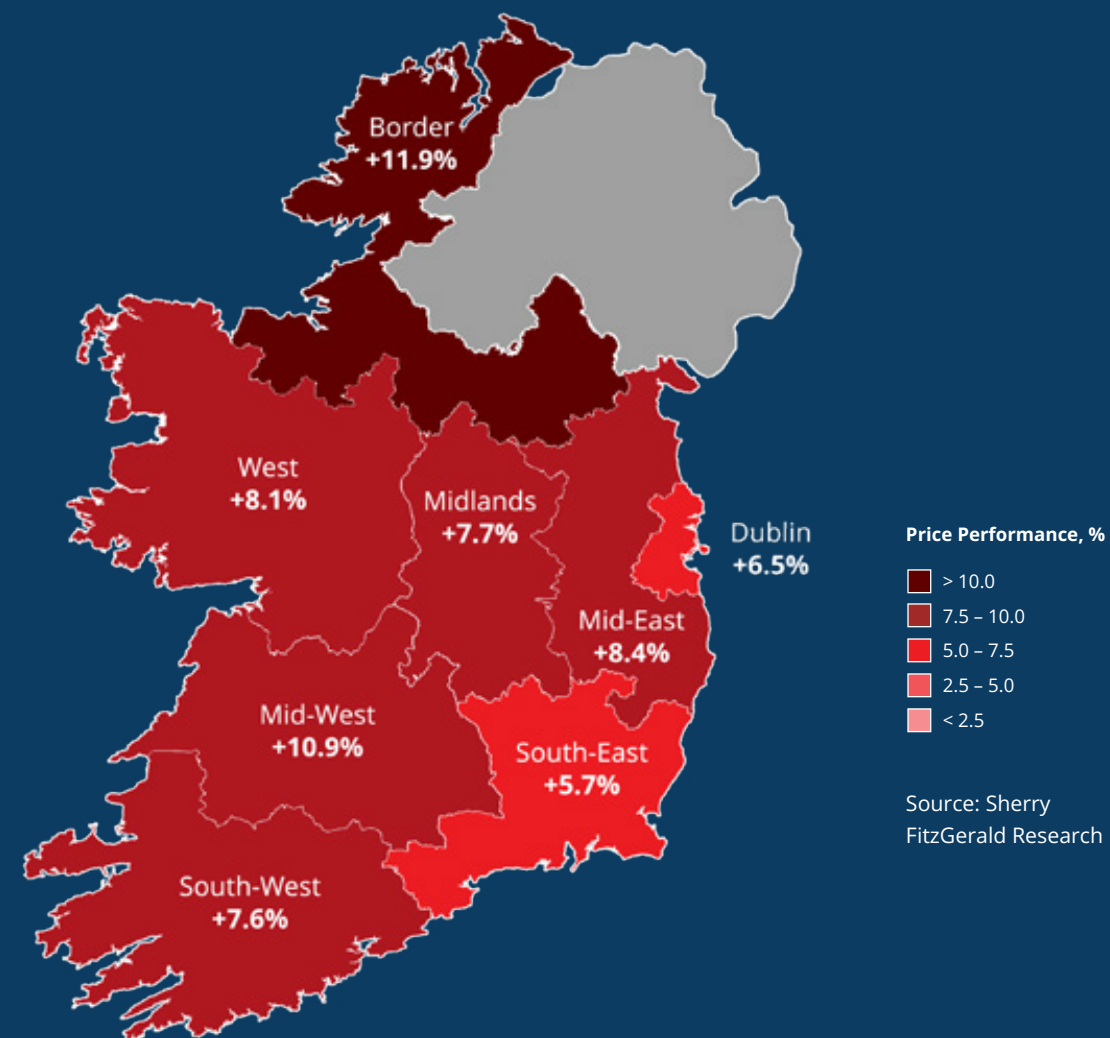 Border
+11.9%
West
+8.1%
Midlands
+7.7%
Dublin
+6.5%
Mid-East
+8.4%
Mid-West
+10.9%
South-East
+5.7%
South-West
+7.6%
Price Performance, %
> 10.0
7.5 – 10.0
5.0 – 7.5
2.5 – 5.0
< 2.5
Source: Sherry
FitzGerald Research